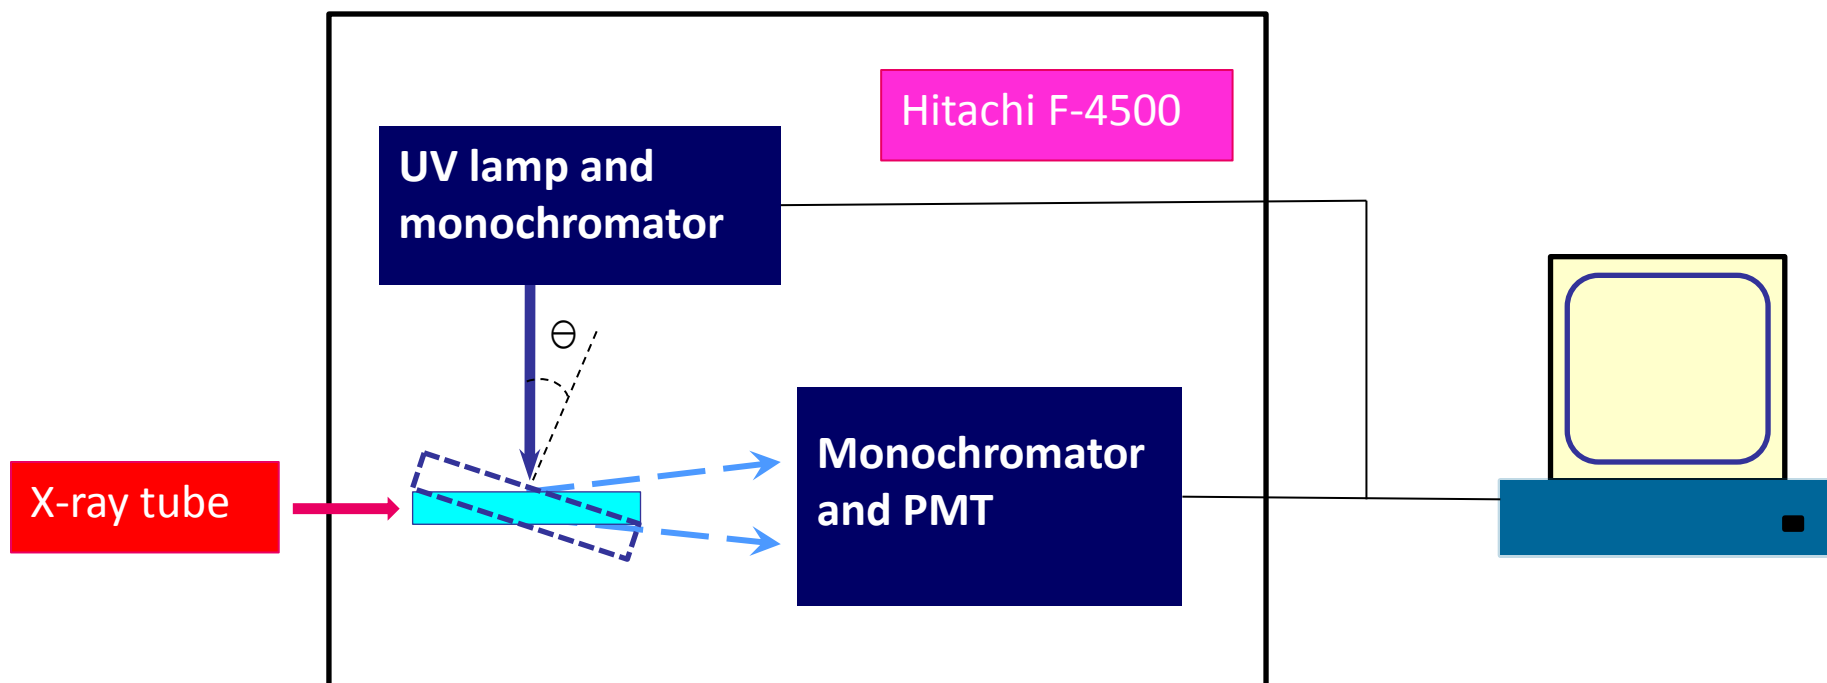 Hitachi F-4500
UV lamp and
monochromator
Θ
Monochromator
and PMT
X-ray tube